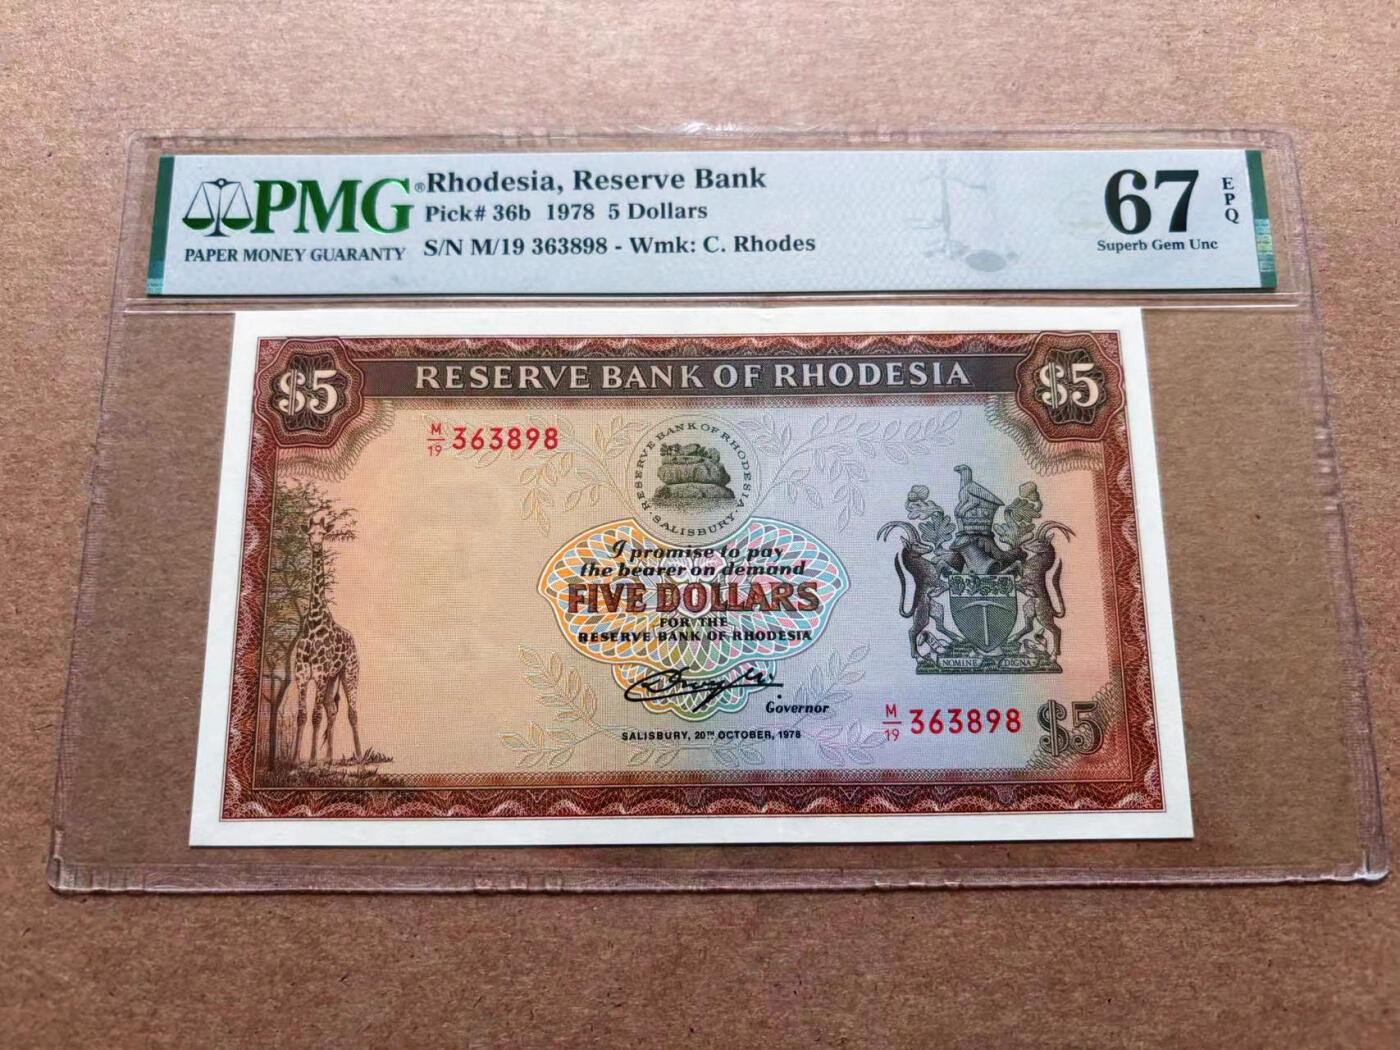 PMG®
PAPER MONEY GUARANTY
Rhodesia, Reserve Bank
Pick# 36b 1978 5 Dollars
S/N M/19 363898 - Wmk: C. Rhodes
67
EPQ
Superb Gem Unc
$5
RESERVE BANK OF RHODESIA
$5
M/19 363898
RESERVE BANK OF RHODESIA
·SALISBURY·
I promise to pay
the bearer on demand
FIVE DOLLARS
FOR THE
RESERVE BANK OF RHODESIA
Governor
SALISBURY, 20TH OCTOBER, 1978
NOMINE DIGNA
M/19 363898
$5